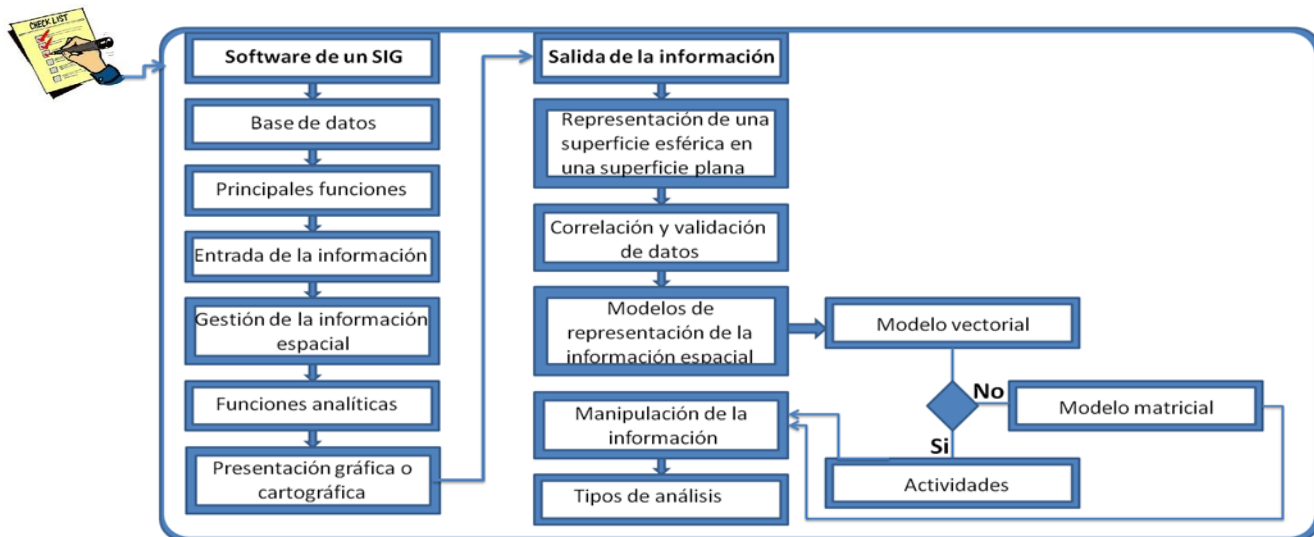 CHECK LIST
Software de un SIG
Base de datos
Principales funciones
Entrada de la información
Gestión de la información
espacial
Funciones analíticas
Presentación gráfica o
cartográfica
Salida de la información
Representación de una
superficie esférica en
una superficie plana
Correlación y validación
de datos
Modelos de
representación de la
información espacial
Modelo vectorial
No
Modelo matricial
Si
Actividades
Manipulación de la
información
Tipos de análisis